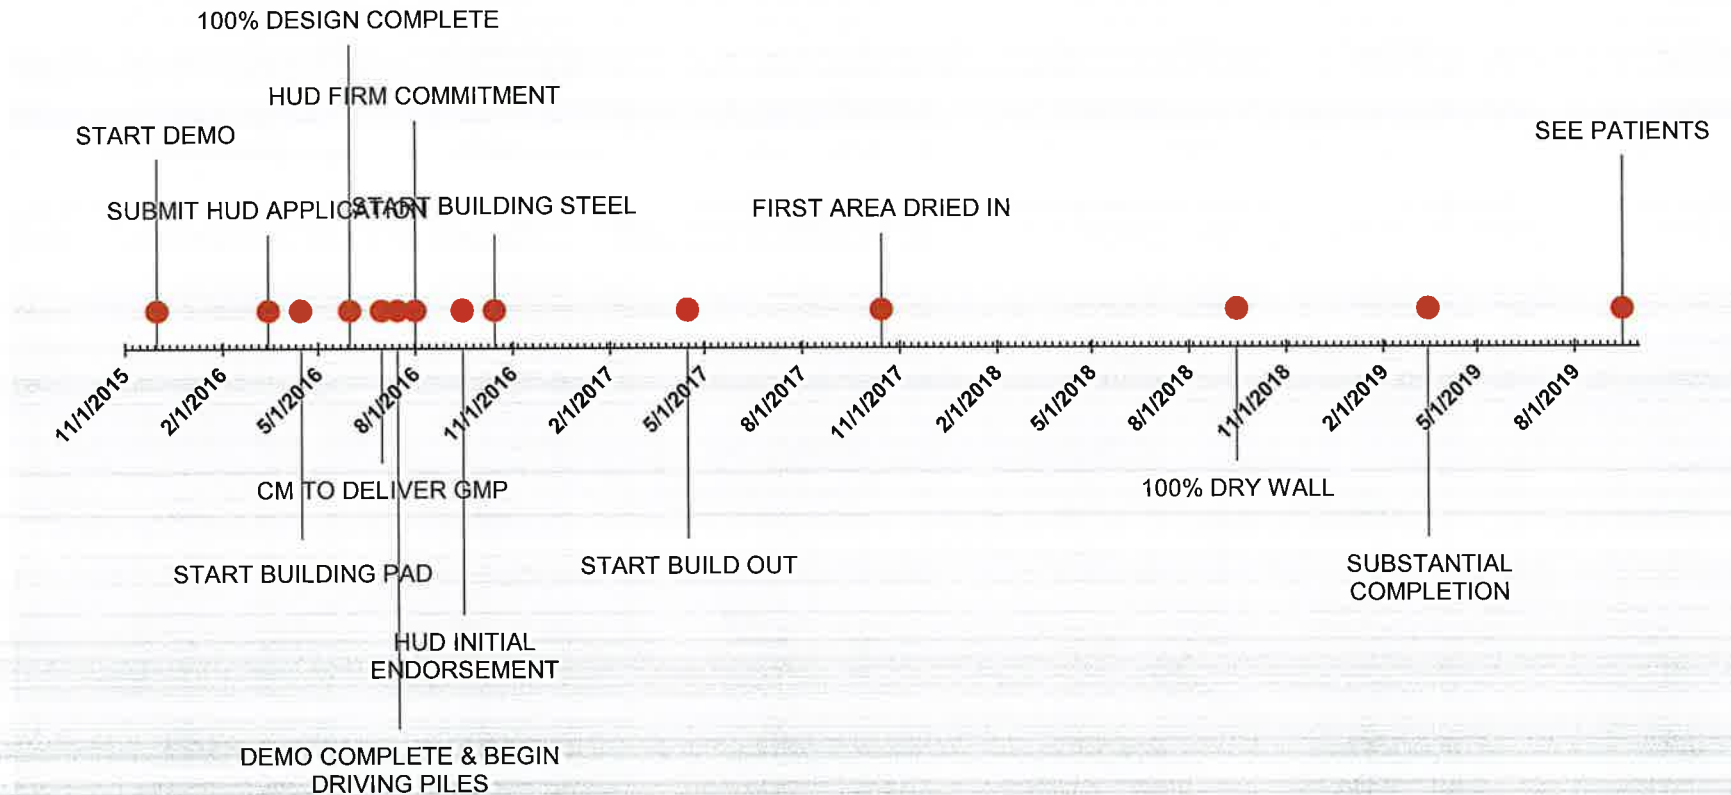 100% DESIGN COMPLETE
HUD FIRM COMMITMENT
START DEMO
SEE PATIENTS
SUBMIT HUD APPLICATION
START BUILDING STEEL
FIRST AREA DRIED IN
11/1/2015
2/1/2016
5/1/2016
8/1/2016
11/1/2016
2/1/2017
5/1/2017
8/1/2017
11/1/2017
2/1/2018
5/1/2018
8/1/2018
11/1/2018
2/1/2019
5/1/2019
8/1/2019
CM TO DELIVER GMP
100% DRY WALL
START BUILDING PAD
START BUILD OUT
SUBSTANTIAL
COMPLETION
HUD INITIAL
ENDORSEMENT
DEMO COMPLETE & BEGIN
DRIVING PILES